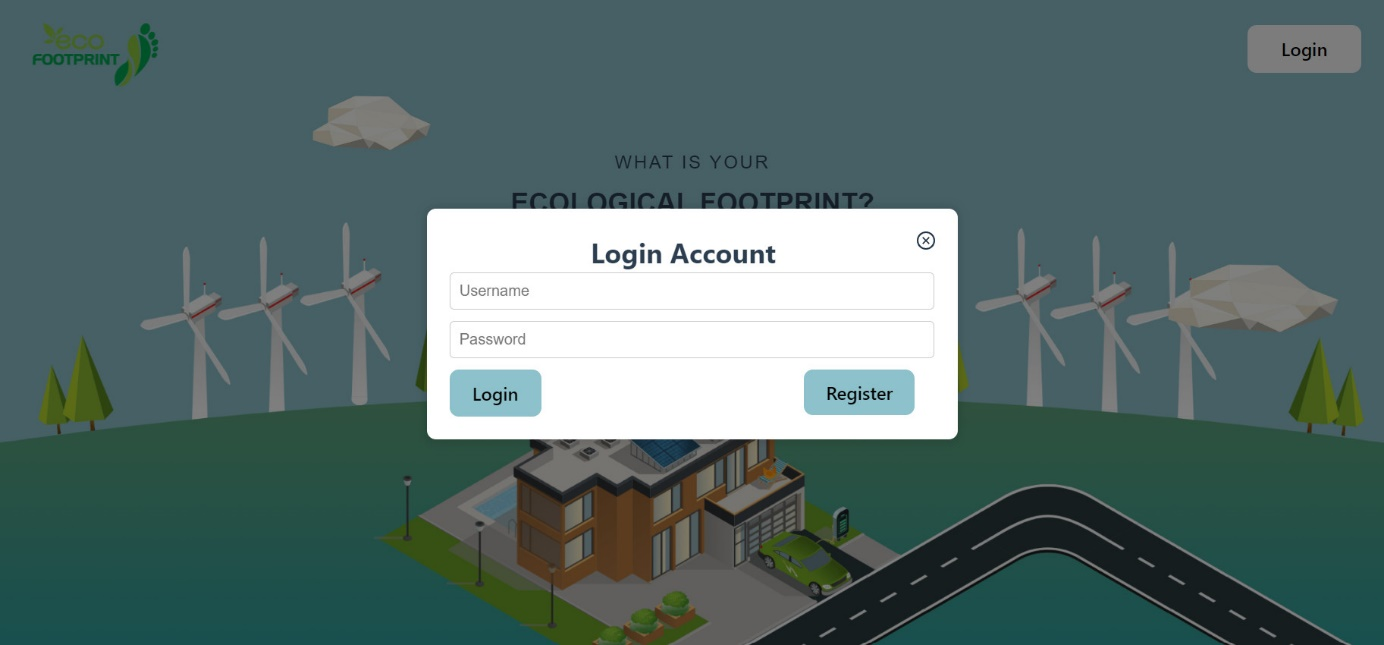 eco
FOOTPRINT
Login
WHAT IS YOUR
ECOLOGICAL FOOTPRINT?
Login Account
Username
Password
Login
Register